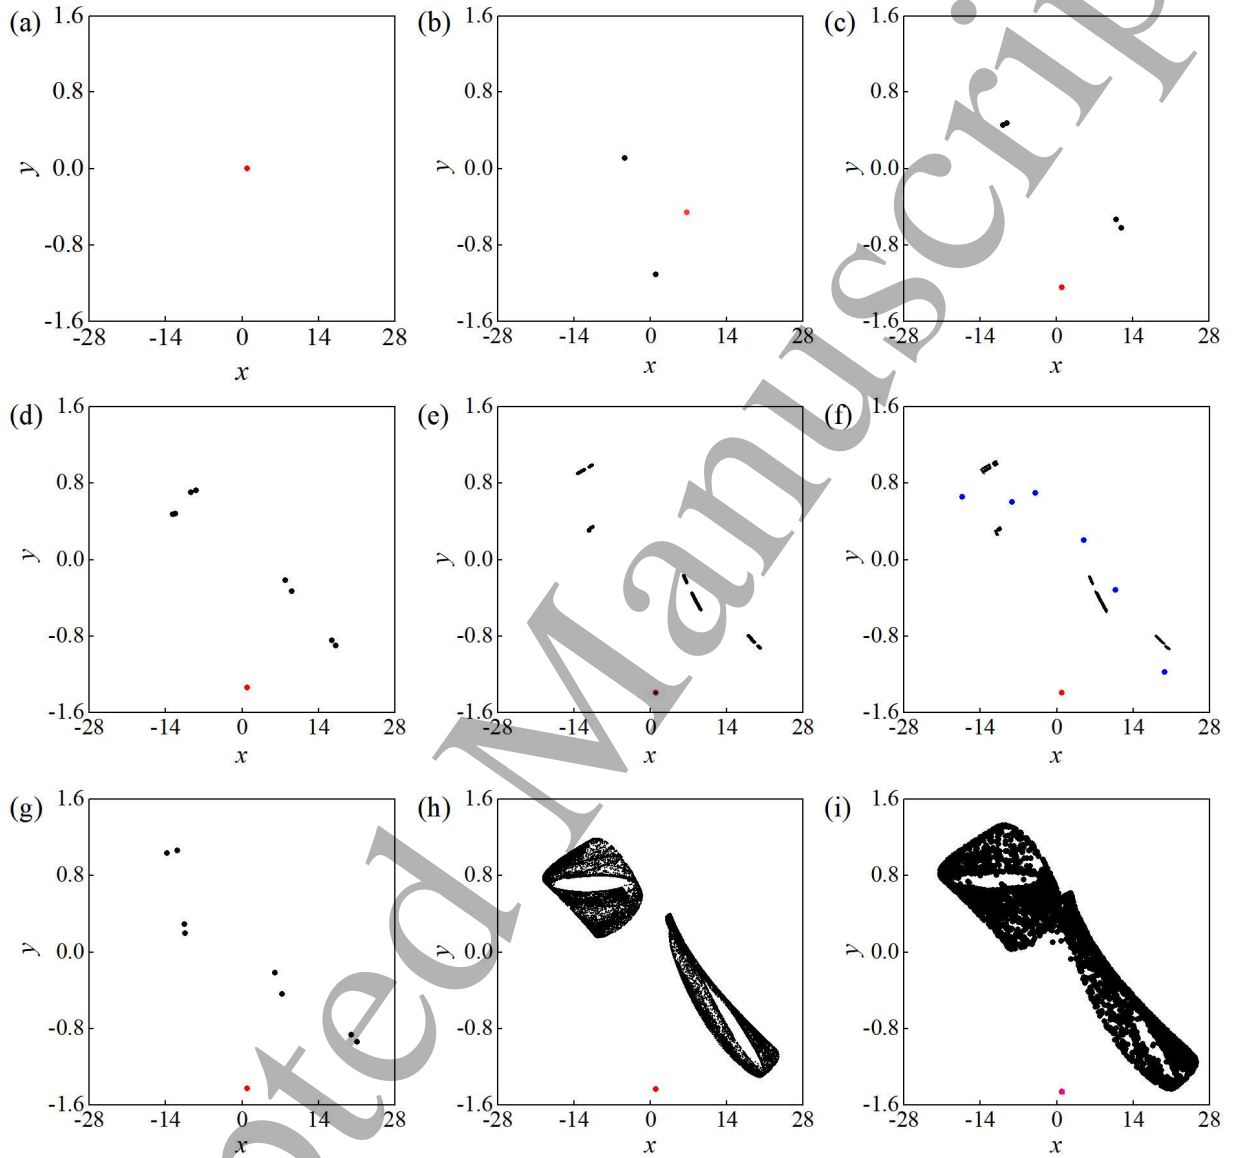 (a) 1.6 0.8 0.0 -0.8 -1.6 y -28 -14 0 14 28 x
(b) 1.6 0.8 0.0 -0.8 -1.6 y -28 -14 0 14 28 x
(c) 1.6 0.8 0.0 -0.8 -1.6 y -28 -14 0 14 28 x
(d) 1.6 0.8 0.0 -0.8 -1.6 y -28 -14 0 14 28 x
(e) 1.6 0.8 0.0 -0.8 -1.6 y -28 -14 0 14 28 x
(f) 1.6 0.8 0.0 -0.8 -1.6 y -28 -14 0 14 28 x
(g) 1.6 0.8 0.0 -0.8 -1.6 y -28 -14 0 14 28 x
(h) 1.6 0.8 0.0 -0.8 -1.6 y -28 -14 0 14 28 x
(i) 1.6 0.8 0.0 -0.8 -1.6 y -28 -14 0 14 28 x
pted Manuscrip